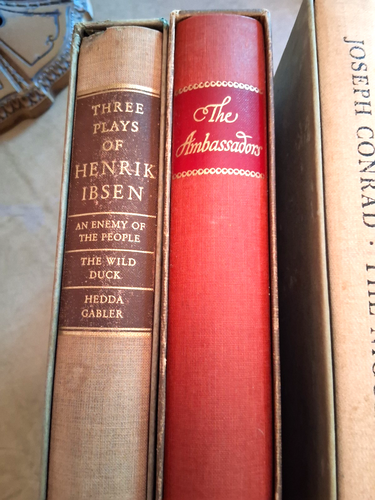 THREE
PLAYS
OF
HENRIK
IBSEN
AN ENEMY OF
THE PEOPLE
THE WILD
DUCK
HEDDA
GABLER
The
Ambassadors
JOSEPH CONRAD · THE